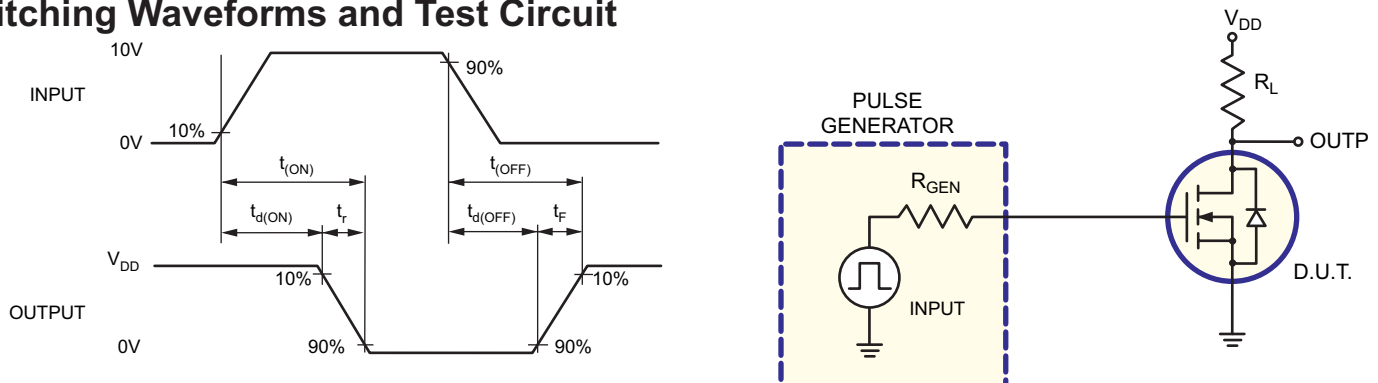 itching Waveforms and Test Circuit
10V
INPUT
10%
0V
90%
t(ON)
t(OFF)
td(ON)
tr
td(OFF)
tF
VDD
10%
10%
OUTPUT
0V
90%
90%
VDD
RL
PULSE
GENERATOR
OUTP
RGEN
INPUT
D.U.T.